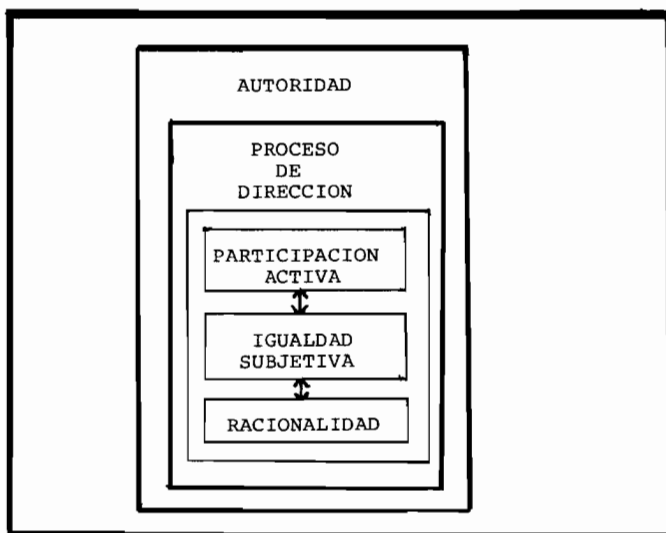 AUTORIDAD
PROCESO
DE
DIRECCION
PARTICIPACION
ACTIVA
IGUALDAD
SUBJETIVA
RACIONALIDAD